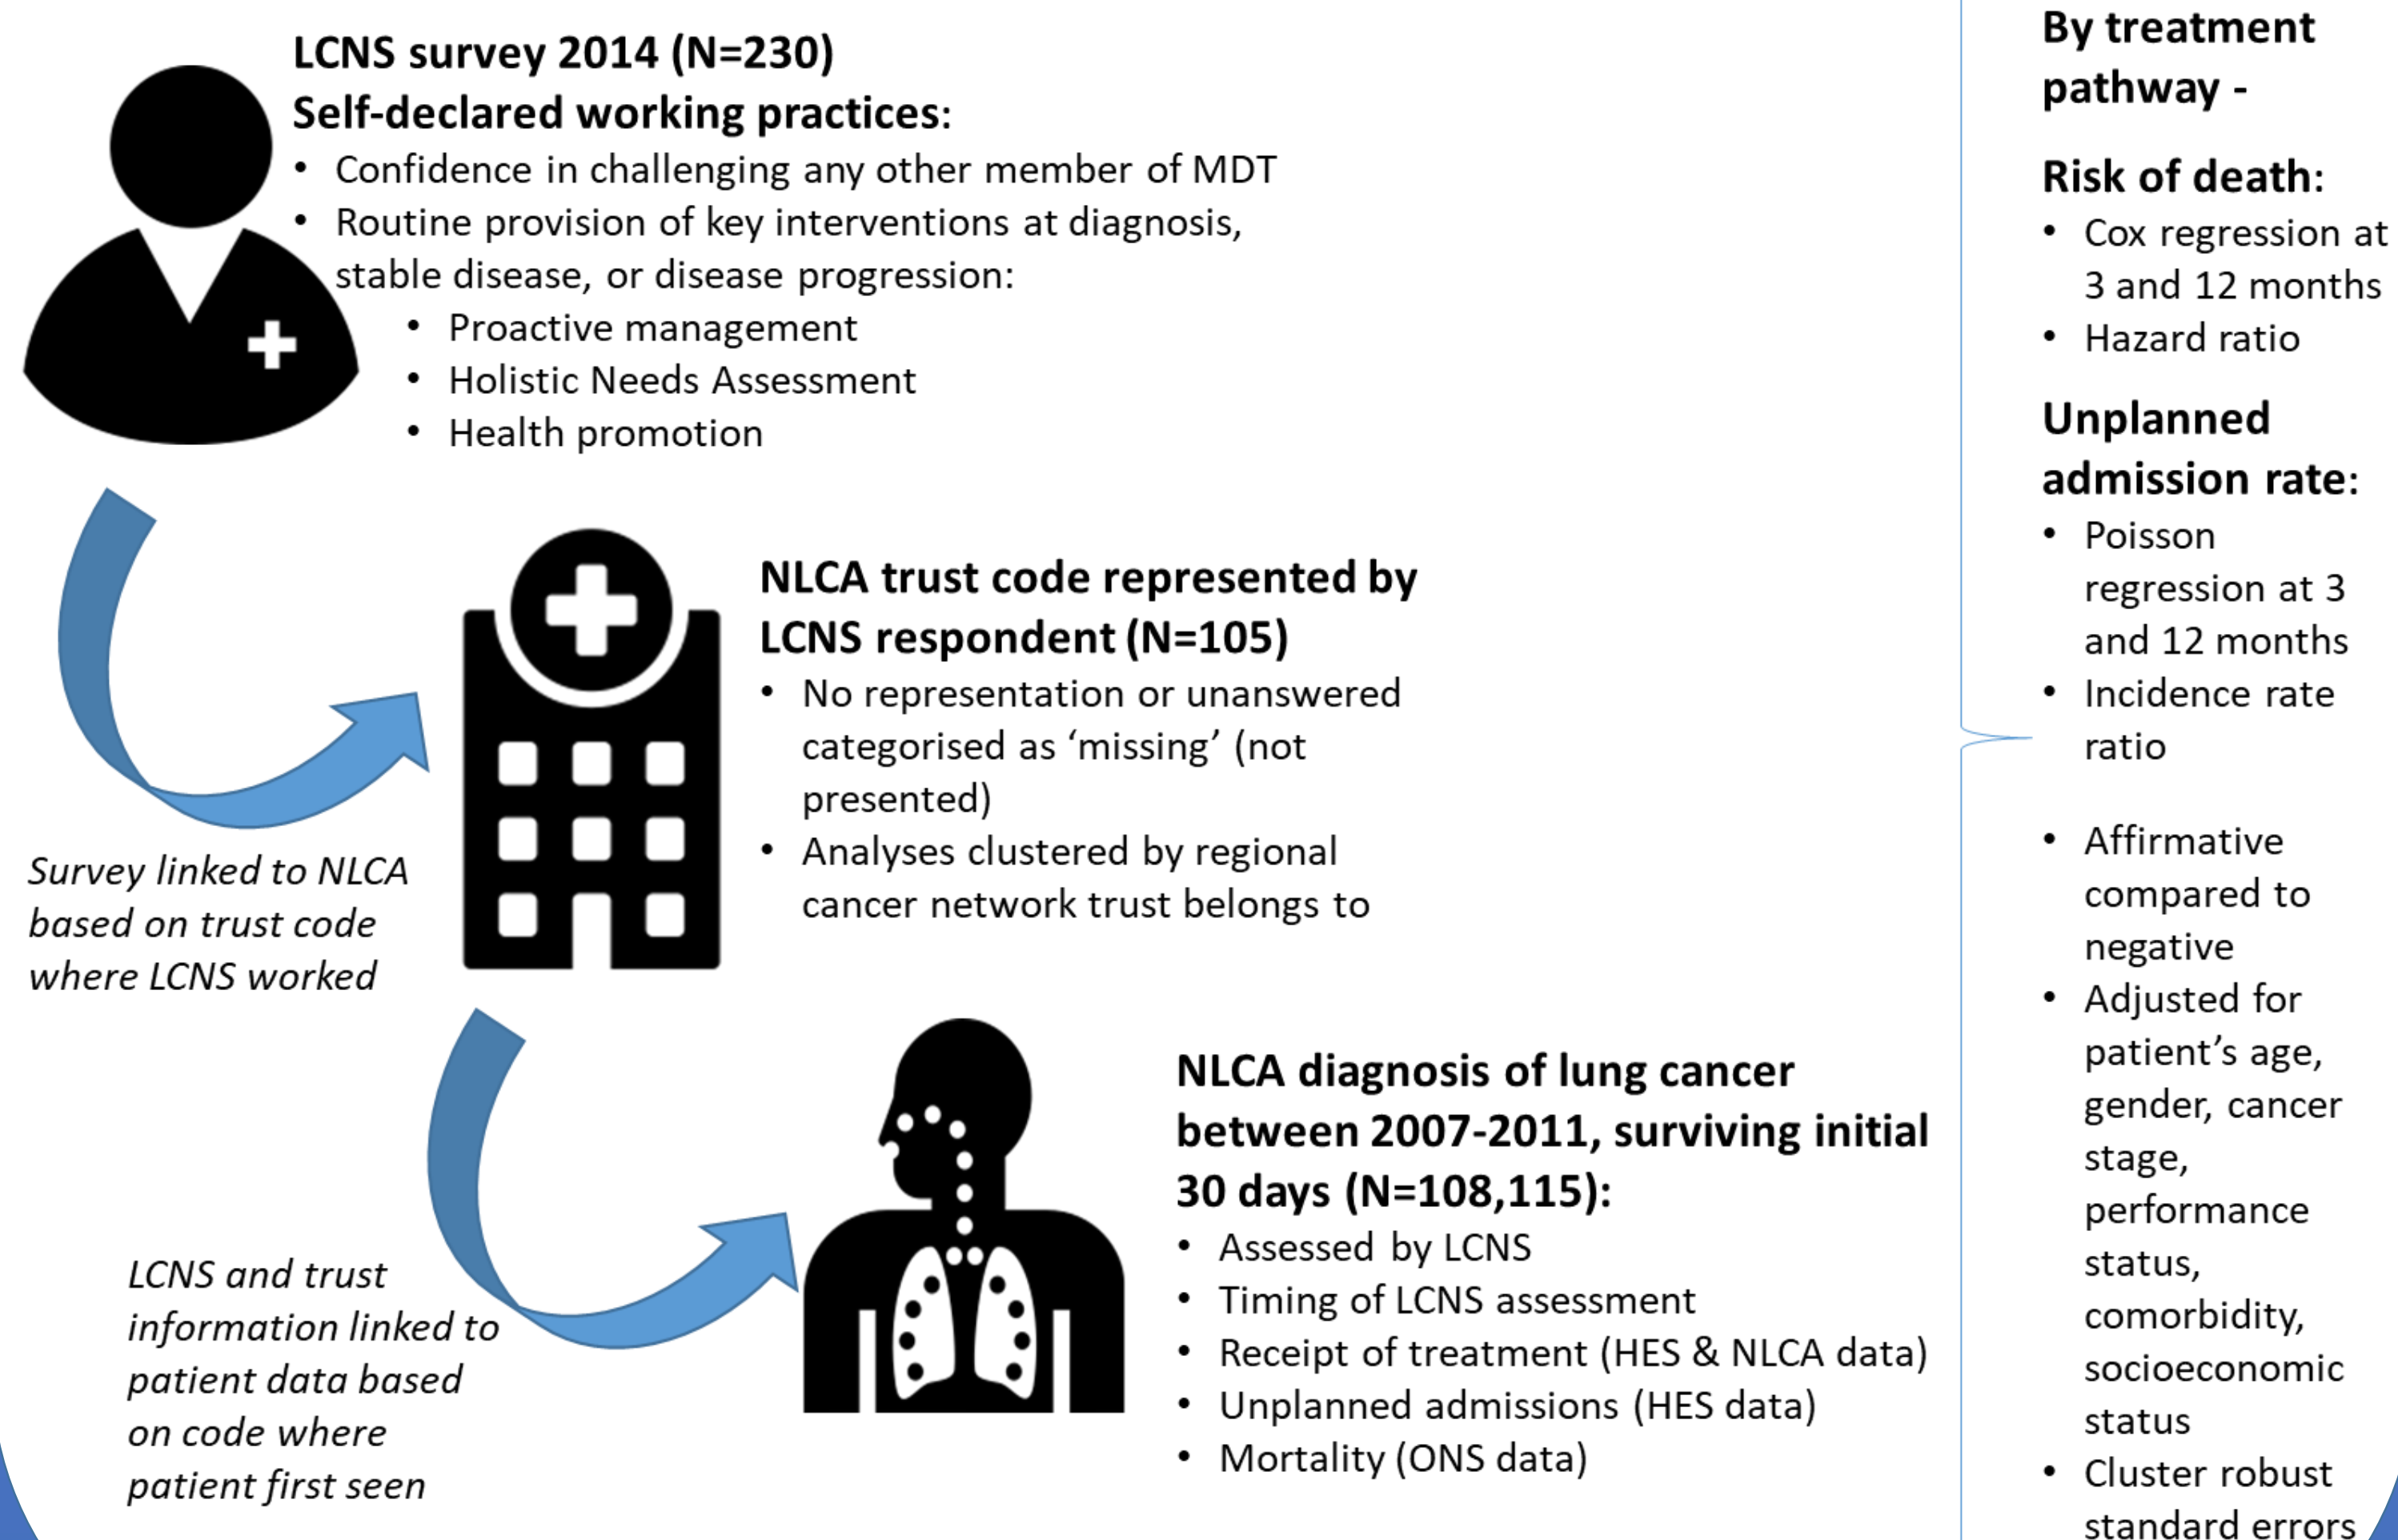 LCNS survey 2014 (N=230)
Self-declared working practices:
• Confidence in challenging any other member of MDT
• Routine provision of key interventions at diagnosis,
stable disease, or disease progression:
• Proactive management
• Holistic Needs Assessment
• Health promotion
Survey linked to NLCA
based on trust code
where LCNS worked
NLCA trust code represented by
LCNS respondent (N=105)
• No representation or unanswered
categorised as ‘missing’ (not
presented)
• Analyses clustered by regional
cancer network trust belongs to
LCNS and trust
information linked to
patient data based
on code where
patient first seen
NLCA diagnosis of lung cancer
between 2007-2011, surviving initial
30 days (N=108,115):
• Assessed by LCNS
• Timing of LCNS assessment
• Receipt of treatment (HES & NLCA data)
• Unplanned admissions (HES data)
• Mortality (ONS data)
By treatment
pathway -
Risk of death:
• Cox regression at
3 and 12 months
• Hazard ratio
Unplanned
admission rate:
• Poisson
regression at 3
and 12 months
• Incidence rate
ratio
• Affirmative
compared to
negative
• Adjusted for
patient’s age,
gender, cancer
stage,
performance
status,
comorbidity,
socioeconomic
status
• Cluster robust
standard errors